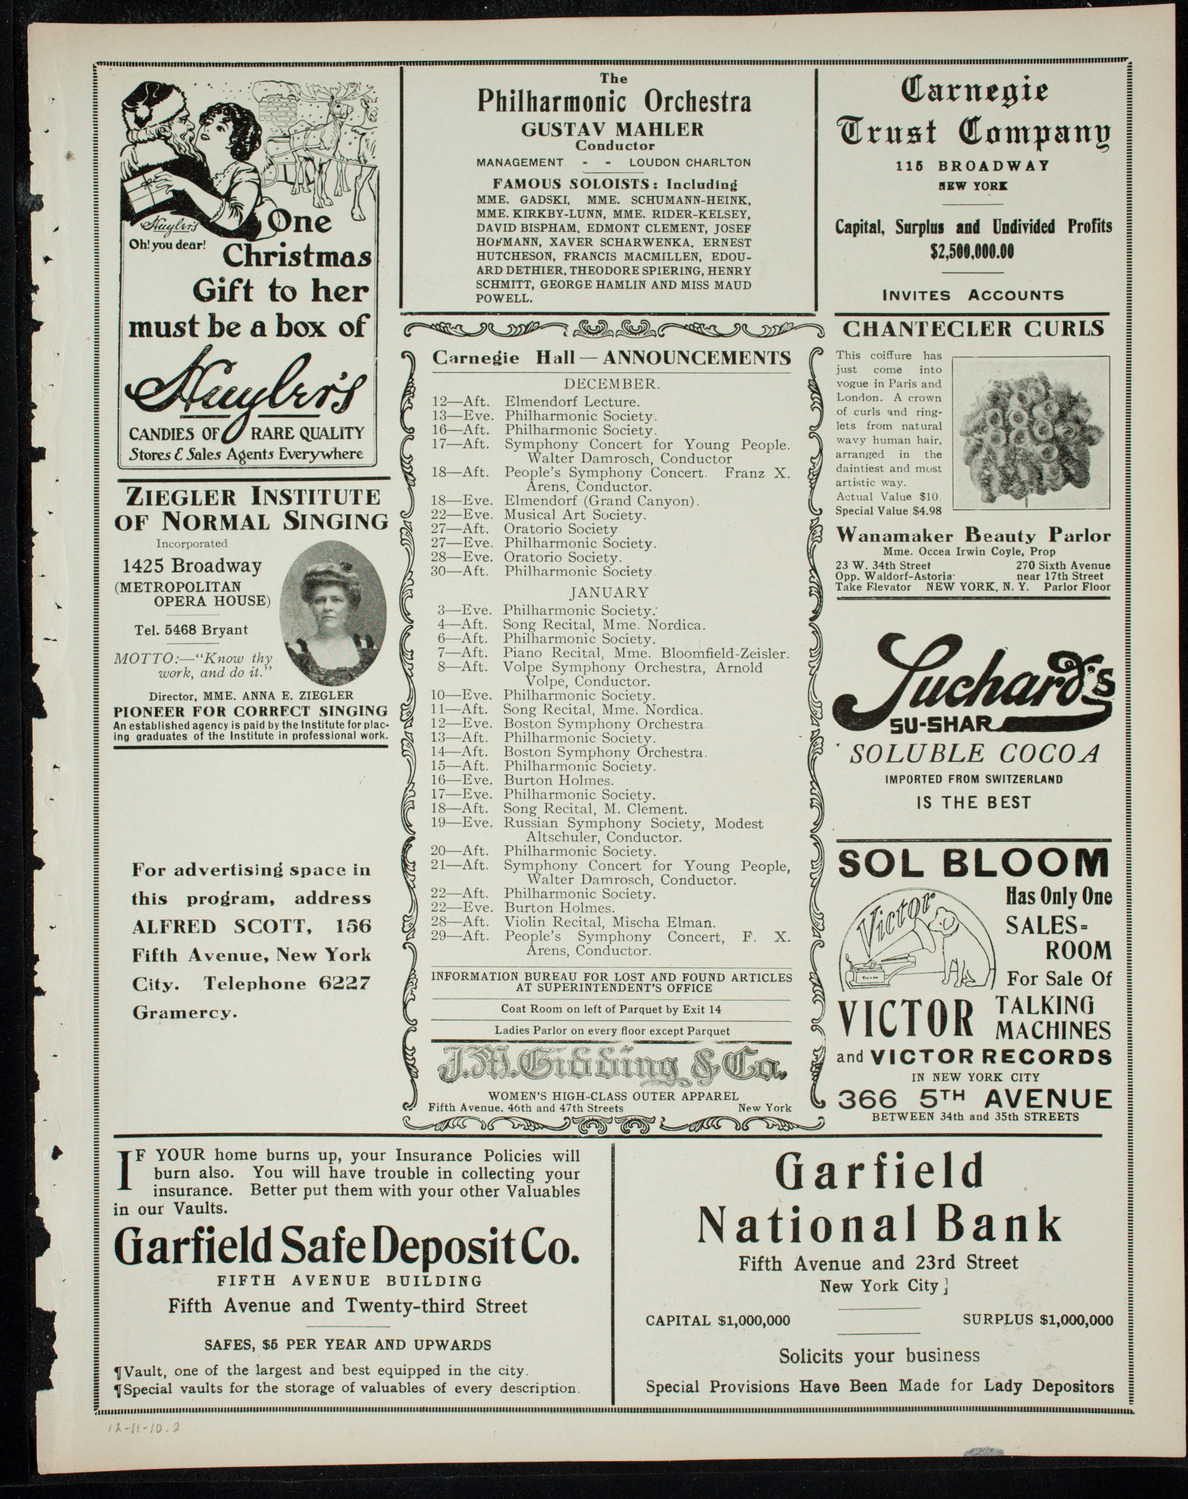 Huyler's
Oh! you dear!
One
Christmas
Gift to her
must be a box of
Huyler's
CANDIES OF RARE QUALITY
Stores & Sales Agents Everywhere
ZIEGLER INSTITUTE
OF NORMAL SINGING
Incorporated
1425 Broadway
(METROPOLITAN
OPERA HOUSE)
Tel. 5468 Bryant
MOTTO:—"Know thy
work, and do it."
Director, MME. ANNA E. ZIEGLER
PIONEER FOR CORRECT SINGING
An established agency is paid by the Institute for plac-
ing graduates of the Institute in professional work.
For advertising space in
this program, address
ALFRED SCOTT, 156
Fifth Avenue, New York
City. Telephone 6227
Gramercy.
The
Philharmonic Orchestra
GUSTAV MAHLER
Conductor
MANAGEMENT - - LOUDON CHARLTON
FAMOUS SOLOISTS: Including
MME. GADSKI, MME. SCHUMANN-HEINK,
MME. KIRKBY-LUNN, MME. RIDER-KELSEY,
DAVID BISPHAM, EDMONT CLEMENT, JOSEF
HOFMANN, XAVER SCHARWENKA, ERNEST
HUTCHESON, FRANCIS MACMILLEN, EDOU-
ARD DETHIER, THEODORE SPIERING, HENRY
SCHMITT, GEORGE HAMLIN AND MISS MAUD
POWELL.
Carnegie Hall—ANNOUNCEMENTS
DECEMBER.
12—Aft. Elmendorf Lecture.
13—Eve. Philharmonic Society.
16—Aft. Philharmonic Society.
17—Aft. Symphony Concert for Young People.
Walter Damrosch, Conductor
18—Aft. People's Symphony Concert. Franz X.
Arens, Conductor.
18—Eve. Elmendorf (Grand Canyon).
22—Eve. Musical Art Society.
27—Aft. Oratorio Society
27—Eve. Philharmonic Society.
28—Eve. Oratorio Society.
30—Aft. Philharmonic Society
JANUARY
3—Eve. Philharmonic Society.
4—Aft. Song Recital, Mme. Nordica.
6—Aft. Philharmonic Society.
7—Aft. Piano Recital, Mme. Bloomfield-Zeisler.
8—Aft. Volpe Symphony Orchestra, Arnold
Volpe, Conductor.
10—Eve. Philharmonic Society.
11—Aft. Song Recital, Mme. Nordica.
12—Eve. Boston Symphony Orchestra.
13—Aft. Philharmonic Society.
14—Aft. Boston Symphony Orchestra.
15—Aft. Philharmonic Society.
16—Eve. Burton Holmes.
17—Eve. Philharmonic Society.
18—Aft. Song Recital, M. Clement.
19—Eve. Russian Symphony Society, Modest
Altschuler, Conductor.
20—Aft. Philharmonic Society.
21—Aft. Symphony Concert for Young People,
Walter Damrosch, Conductor.
22—Aft. Philharmonic Society.
22—Eve. Burton Holmes.
28—Aft. Violin Recital, Mischa Elman.
29—Aft. People's Symphony Concert, F. X.
Arens, Conductor.
INFORMATION BUREAU FOR LOST AND FOUND ARTICLES
AT SUPERINTENDENT'S OFFICE
Coat Room on left of Parquet by Exit 14
Ladies Parlor on every floor except Parquet
J.M. Gidding & Co.
WOMEN'S HIGH-CLASS OUTER APPAREL
Fifth Avenue, 46th and 47th Streets New York
Carnegie
Trust Company
115 BROADWAY
NEW YORK
Capital, Surplus and Undivided Profits
$2,500,000.00
INVITES ACCOUNTS
CHANTECLER CURLS
This coiffure has
just come into
vogue in Paris and
London. A crown
of curls and ring-
lets from natural
wavy human hair,
arranged in the
daintiest and most
artistic way.
Actual Value $10.
Special Value $4.98
Wanamaker Beauty Parlor
Mme. Occea Irwin Coyle, Prop
23 W. 34th Street 270 Sixth Avenue
Opp. Waldorf-Astoria near 17th Street
Take Elevator NEW YORK, N. Y. Parlor Floor
Suchard's
SU-SHAR
SOLUBLE COCOA
IMPORTED FROM SWITZERLAND
IS THE BEST
SOL BLOOM
Victor
Has Only One
SALES-
ROOM
For Sale Of
VICTOR TALKING
MACHINES
and VICTOR RECORDS
IN NEW YORK CITY
366 5TH AVENUE
BETWEEN 34th and 35th STREETS
IF YOUR home burns up, your Insurance Policies will
burn also. You will have trouble in collecting your
insurance. Better put them with your other Valuables
in our Vaults.
Garfield Safe Deposit Co.
FIFTH AVENUE BUILDING
Fifth Avenue and Twenty-third Street
SAFES, $5 PER YEAR AND UPWARDS
¶Vault, one of the largest and best equipped in the city.
¶Special vaults for the storage of valuables of every description.
Garfield
National Bank
Fifth Avenue and 23rd Street
New York City
CAPITAL $1,000,000 SURPLUS $1,000,000
Solicits your business
Special Provisions Have Been Made for Lady Depositors
12-11-10.2